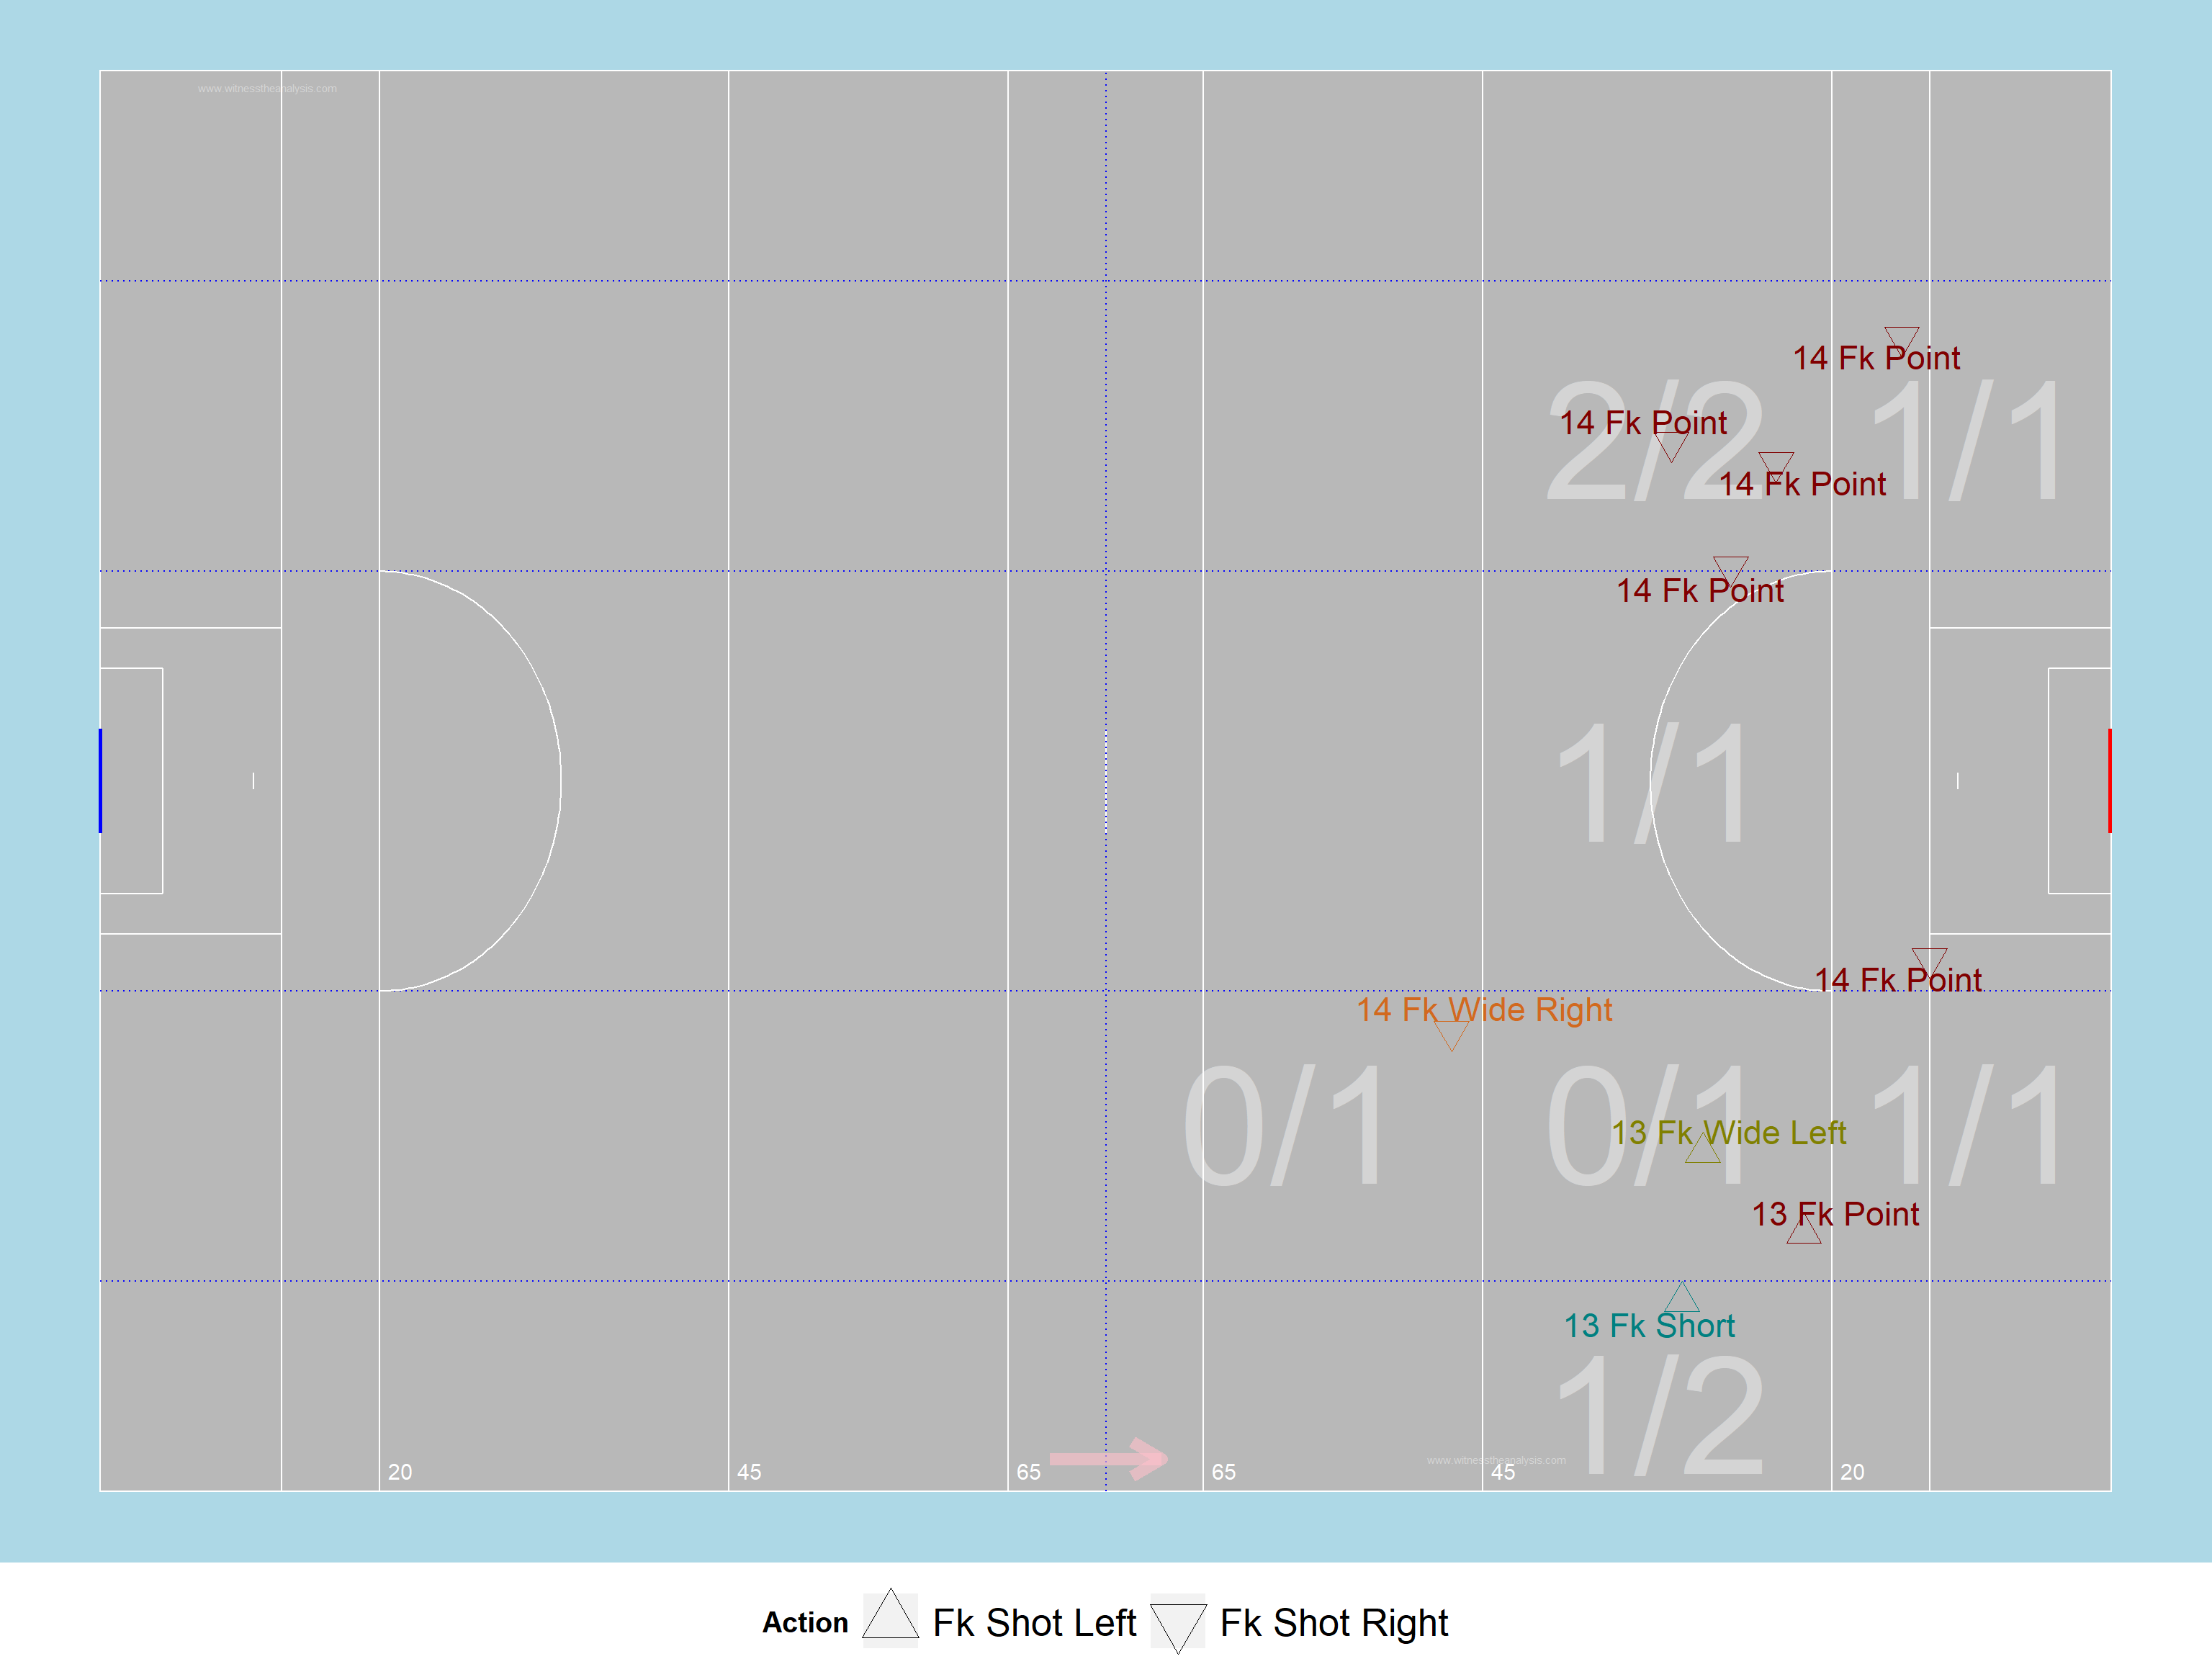 www.witnesstheanalysis.com
14 Fk Point
2/2
1/1
14 Fk Point
14 Fk Point
14 Fk Point
1/1
14 Fk Point
14 Fk Wide Right
0/1
0/1
1/1
13 Fk Wide Left
13 Fk Point
13 Fk Short
1/2
www.witnesstheanalysis.com
20
45
65
65
45
20
Action
Fk Shot Left
Fk Shot Right